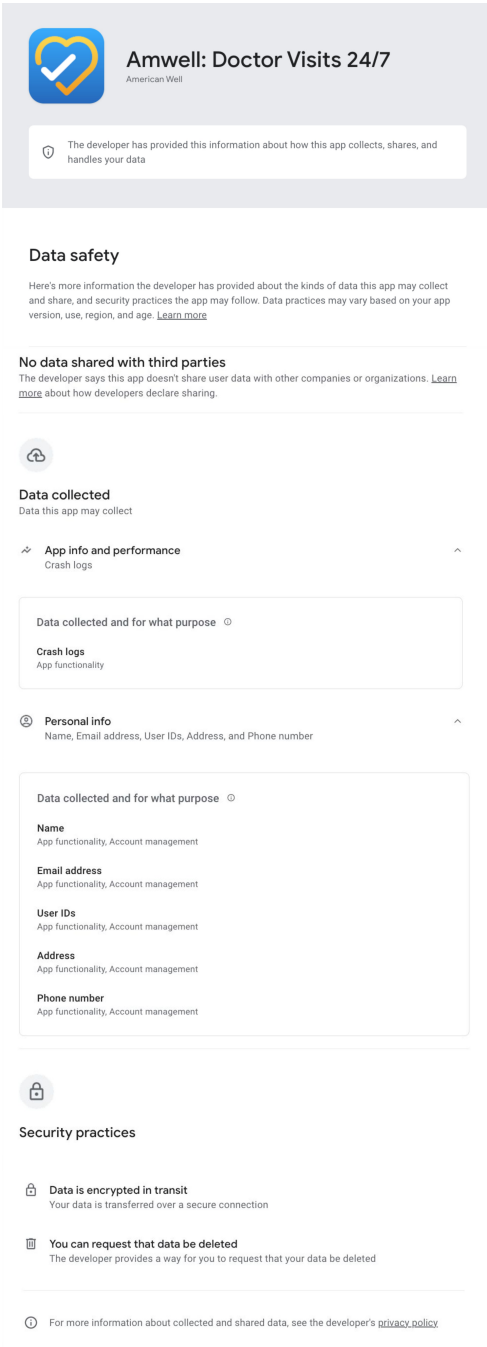 Amwell: Doctor Visits 24/7
American Well
The developer has provided this information about how this app collects, shares, and
handles your data
Data safety
Here's more information the developer has provided about the kinds of data this app may collect
and share, and security practices the app may follow. Data practices may vary based on your app
version, use, region, and age. Learn more
No data shared with third parties
The developer says this app doesn't share user data with other companies or organizations. Learn
more about how developers declare sharing.
Data collected
Data this app may collect
App info and performance
Crash logs
Data collected and for what purpose
Crash logs
App functionality
Personal info
Name, Email address, User IDs, Address, and Phone number
Data collected and for what purpose
Name
App functionality, Account management
Email address
App functionality, Account management
User IDs
App functionality, Account management
Address
App functionality, Account management
Phone number
App functionality, Account management
Security practices
Data is encrypted in transit
Your data is transferred over a secure connection
You can request that data be deleted
The developer provides a way for you to request that your data be deleted
For more information about collected and shared data, see the developer's privacy policy